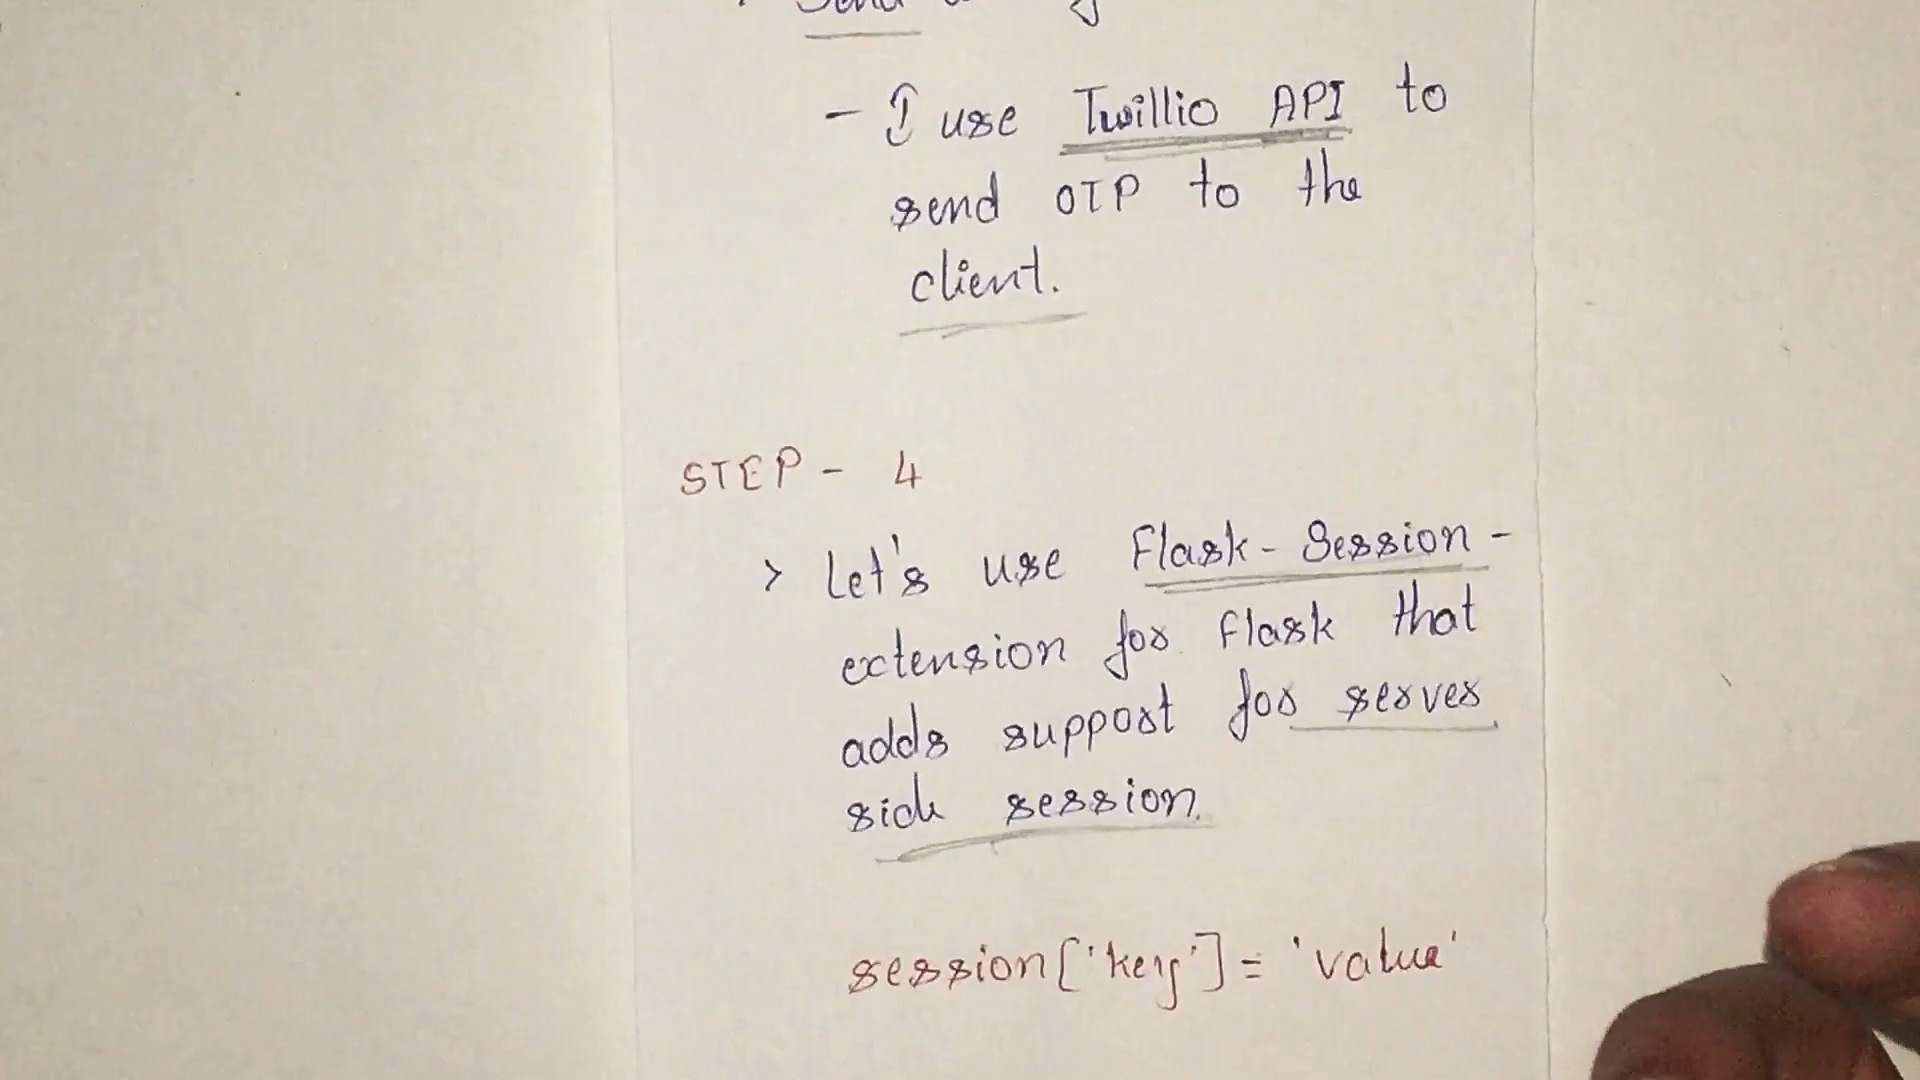 - I use Twillio API to
send OTP to the
client.
STEP - 4
> Let's use Flask-Session-
extension for Flask that
adds support for server
side session.
session['key'] = 'value'